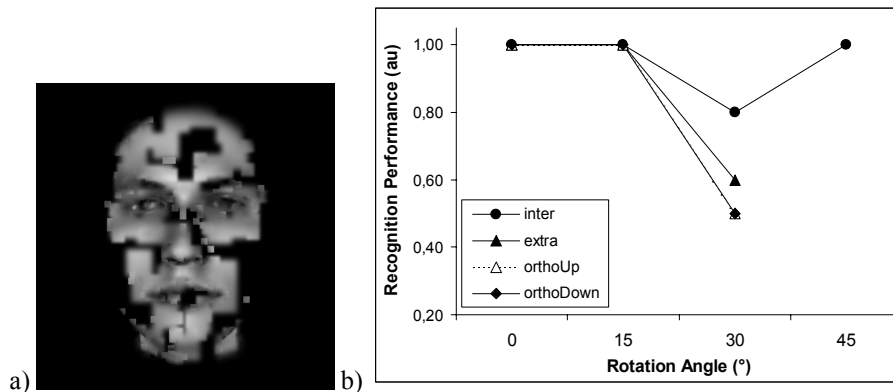 a)
b)
Recognition Performance (au)
1,00
0,80
0,60
0,40
0,20
inter
extra
orthoUp
orthoDown
0 15 30 45
Rotation Angle (°)